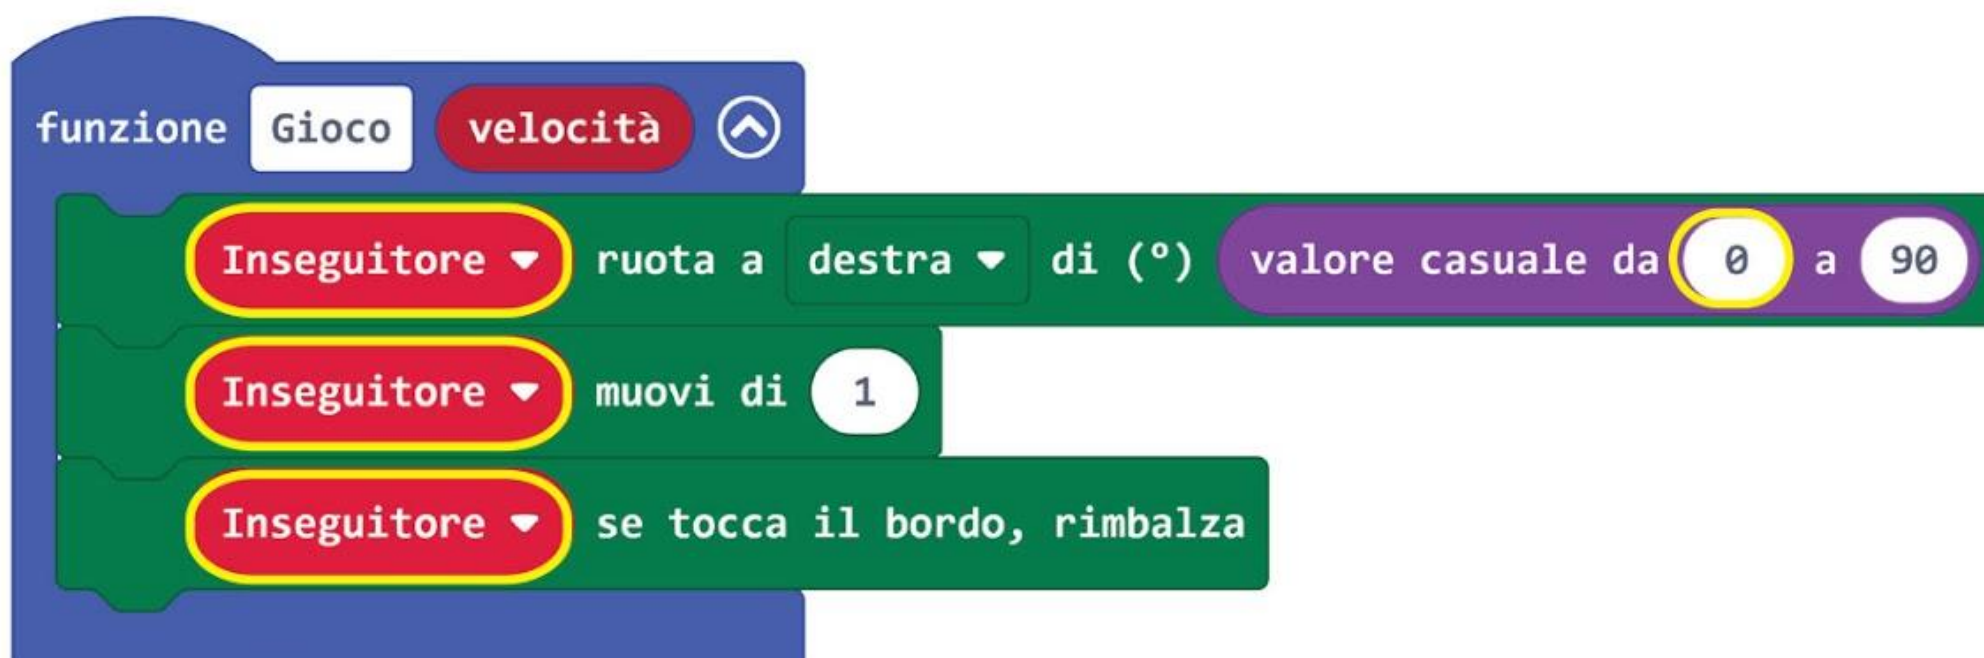 funzione Gioco velocità
Inseguitore ruota a destra di (°) valore casuale da 0 a 90
Inseguitore muovi di 1
Inseguitore se tocca il bordo, rimbalza